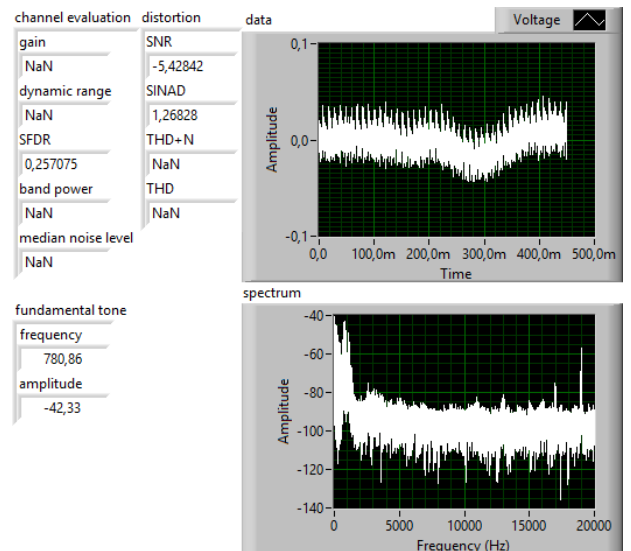 channel evaluation
gain
NaN
dynamic range
NaN
SFDR
0,257075
band power
NaN
median noise level
NaN
distortion
SNR
-5,42842
SINAD
1,26828
THD+N
NaN
THD
NaN
fundamental tone
frequency
780,86
amplitude
-42,33
data
Voltage
Amplitude
0,1
0,0
-0,1
0,0 100,0m 200,0m 300,0m 400,0m 500,0m
Time
spectrum
Amplitude
-40
-60
-80
-100
-120
-140
0 5000 10000 15000 20000
Frequency (Hz)